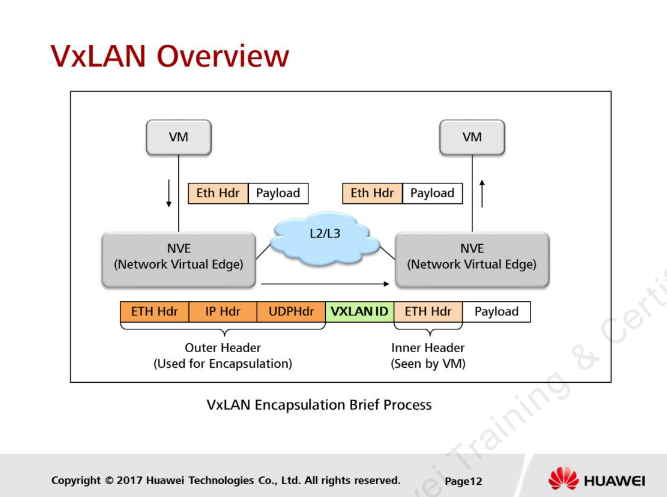 VxLAN Overview
VM
VM
Eth Hdr Payload
Eth Hdr Payload
L2/L3
NVE
(Network Virtual Edge)
NVE
(Network Virtual Edge)
ETH Hdr IP Hdr UDPHdr VXLAN ID ETH Hdr Payload
Outer Header
(Used for Encapsulation)
Inner Header
(Seen by VM)
VxLAN Encapsulation Brief Process
Training &
Copyright © 2017 Huawei Technologies Co., Ltd. All rights reserved.
Page12
HUAWEI